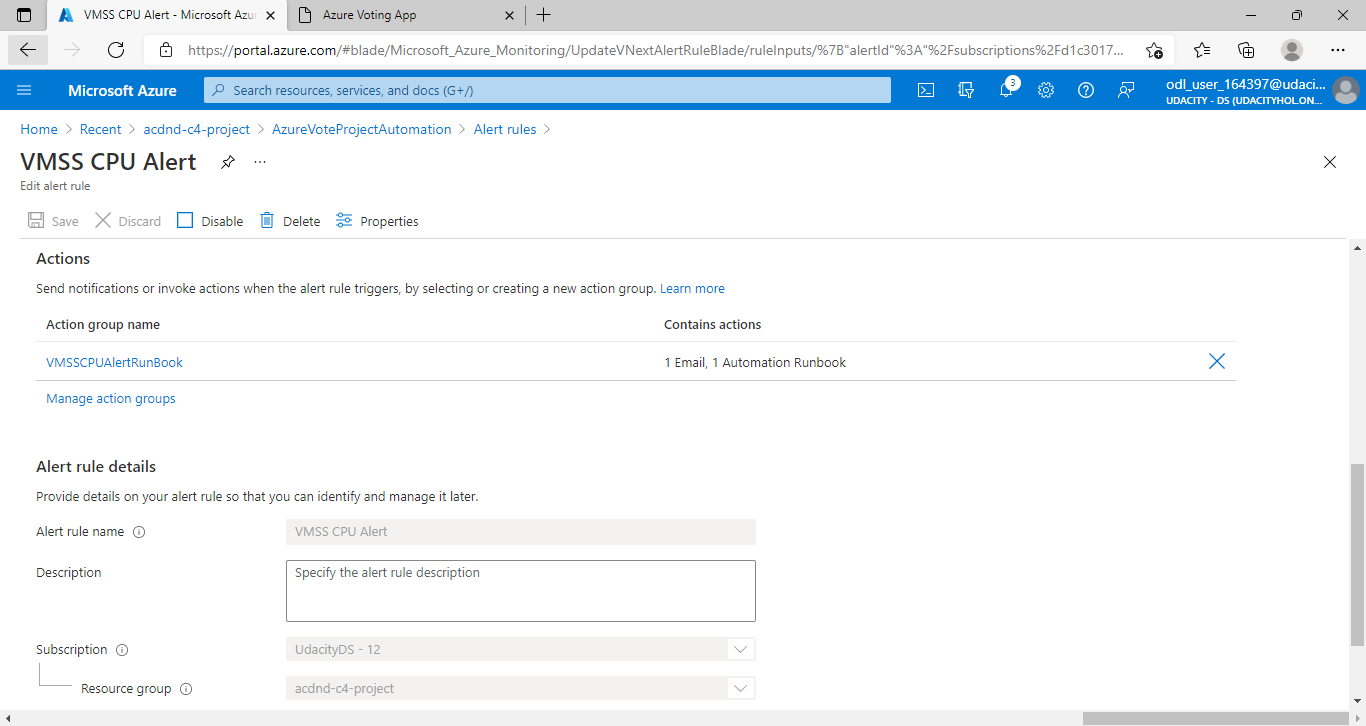 VMSS CPU Alert - Microsoft Azu
Azure Voting App
https://portal.azure.com/#blade/Microsoft_Azure_Monitoring/UpdateVNextAlertRuleBlade/ruleInputs/%7B"alertId"%3A"%2Fsubscriptions%2Fd1c3017...
Microsoft Azure
Search resources, services, and docs (G+/)
3
odl_user_164397@udaci...
UDACITY - DS (UDACITYHOL.ON...
Home > Recent > acdnd-c4-project > AzureVoteProjectAutomation > Alert rules >
VMSS CPU Alert
...
Edit alert rule
Save Discard Disable Delete Properties
Actions
Send notifications or invoke actions when the alert rule triggers, by selecting or creating a new action group. Learn more
Action group name Contains actions
VMSSCPUAlertRunBook 1 Email, 1 Automation Runbook
Manage action groups
Alert rule details
Provide details on your alert rule so that you can identify and manage it later.
Alert rule name VMSS CPU Alert
Description Specify the alert rule description
Subscription UdacityDS - 12
Resource group acdnd-c4-project